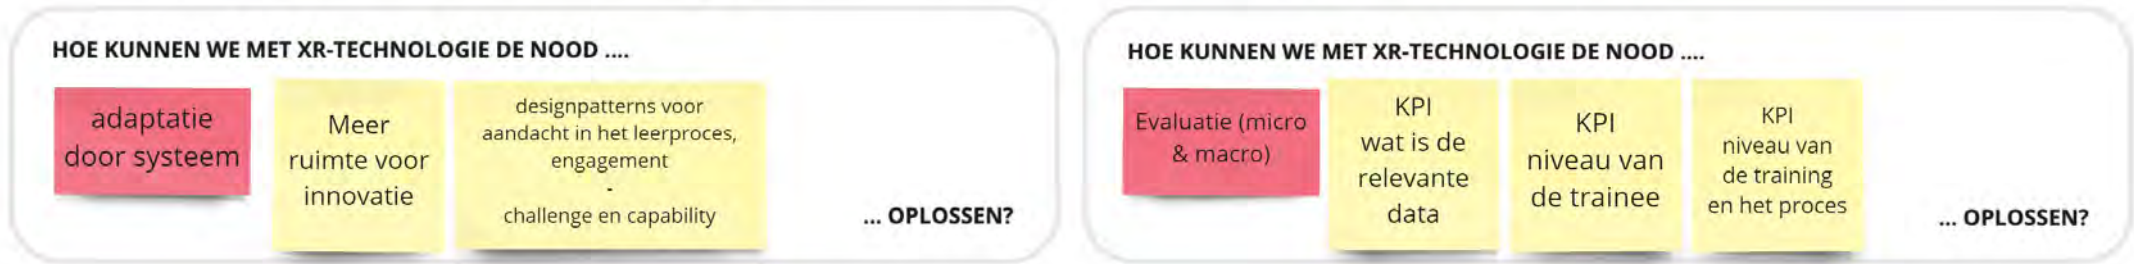 HOE KUNNEN WE MET XR-TECHNOLOGIE DE NOOD ....
adaptatie
door systeem
Meer
ruimte voor
innovatie
designpatterns voor
aandacht in het leerproces,
engagement
-
challenge en capability
... OPLOSSEN?
HOE KUNNEN WE MET XR-TECHNOLOGIE DE NOOD ....
Evaluatie (micro
& macro)
KPI
wat is de
relevante
data
KPI
niveau van
de trainee
KPI
niveau van
de training
en het proces
... OPLOSSEN?